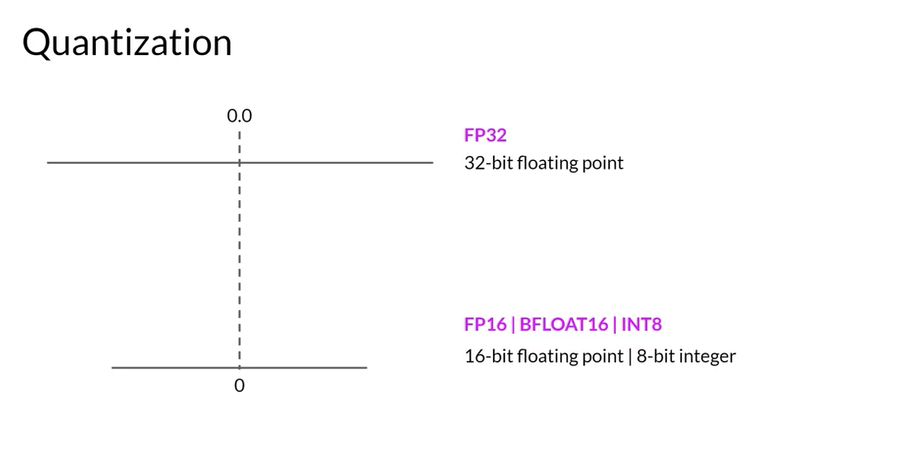 Quantization
0.0
FP32
32-bit floating point
FP16 | BFLOAT16 | INT8
16-bit floating point | 8-bit integer
0